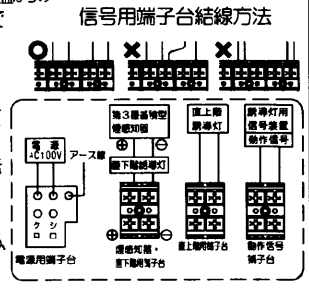 信号用端子台結線方法
第3種蓄積型
煙感知器
⊕ ⊖
階下階誘導灯
直上階
誘導灯
誘導灯用
信号装置
動作信号
電源
AC100V
アース線
⊕ ⊖
煙感知器・
直下階用端子台
直上階用端子台
動作信号
端子台
電源用端子台